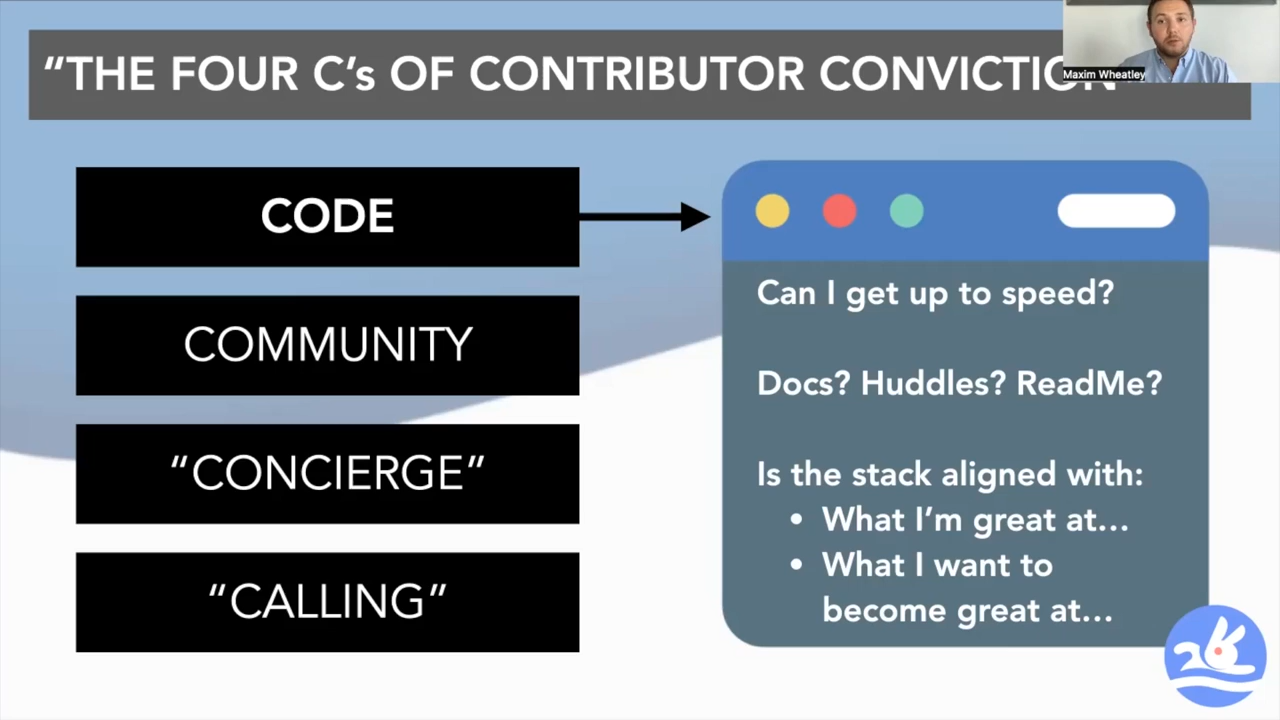 “THE FOUR C’s OF CONTRIBUTOR CONVICTION”
Maxim Wheatley
CODE
COMMUNITY
“CONCIERGE”
“CALLING”
Can I get up to speed?
Docs? Huddles? ReadMe?
Is the stack aligned with:
• What I’m great at…
• What I want to
become great at…